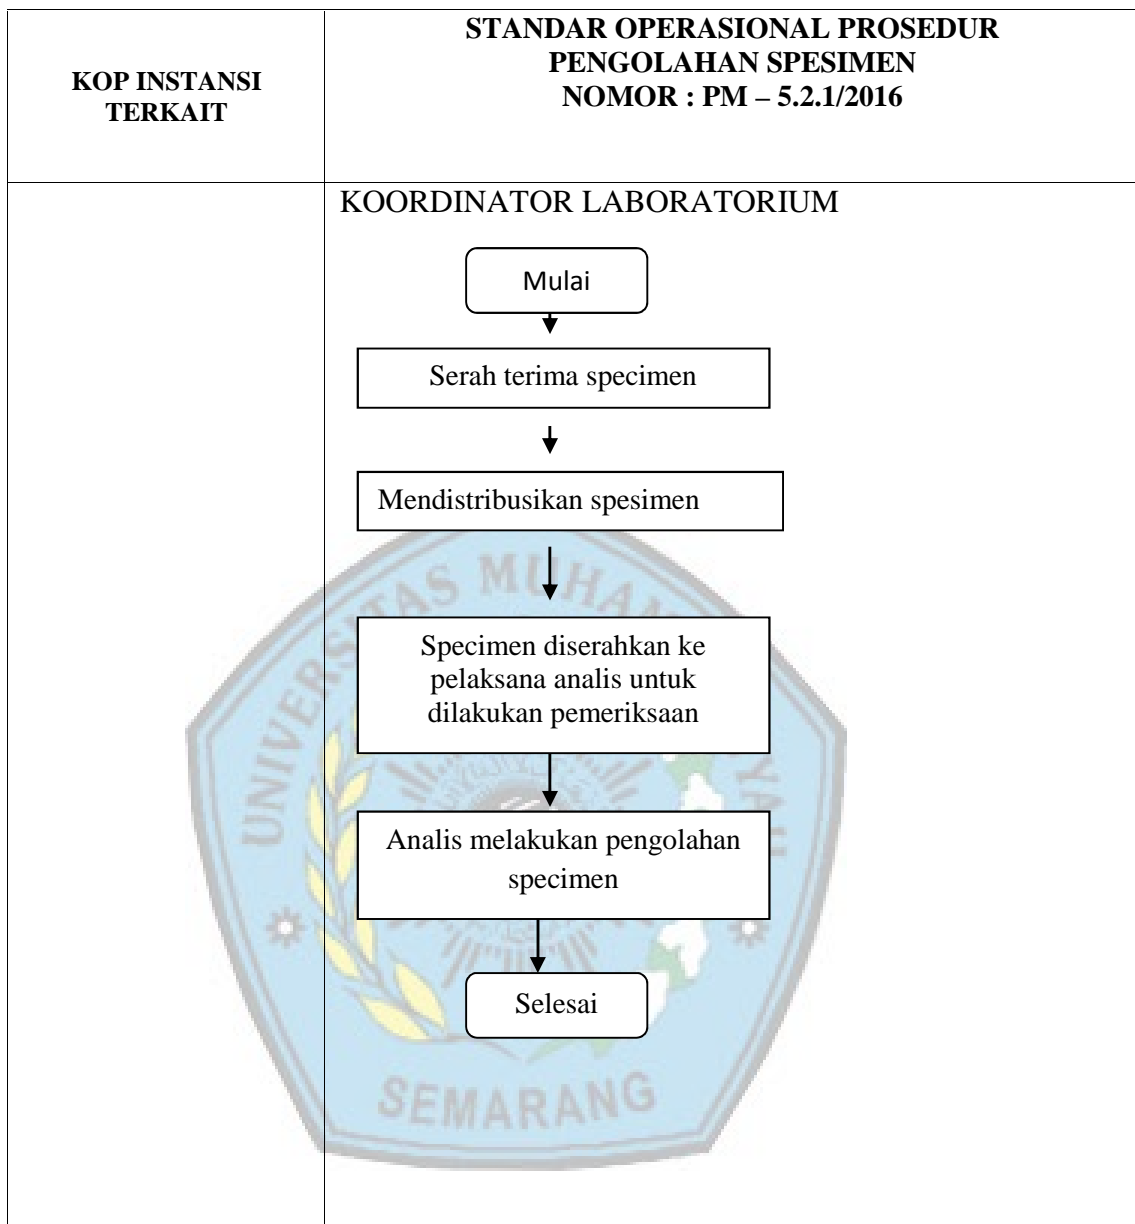 KOP INSTANSI
TERKAIT
STANDAR OPERASIONAL PROSEDUR
PENGOLAHAN SPESIMEN
NOMOR : PM – 5.2.1/2016
KOORDINATOR LABORATORIUM
Mulai
Serah terima specimen
Mendistribusikan spesimen
Specimen diserahkan ke
pelaksana analis untuk
dilakukan pemeriksaan
Analis melakukan pengolahan
specimen
Selesai
SEMARANG